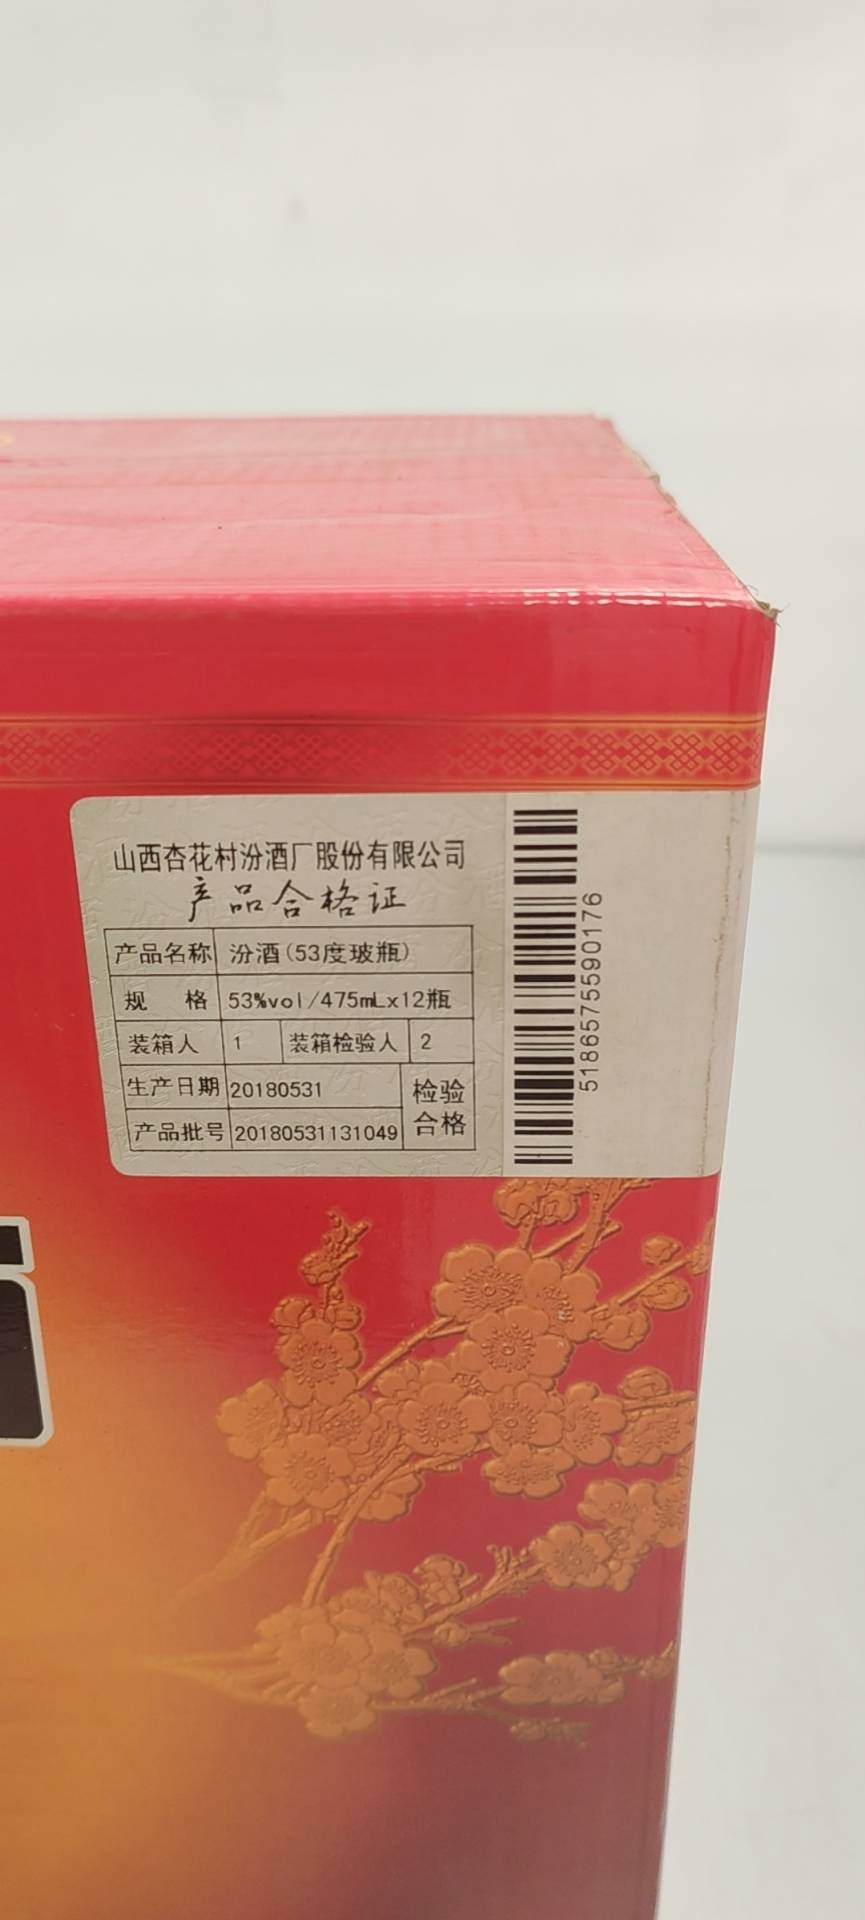 山西杏花村汾酒厂股份有限公司
产品合格证
产品名称 汾酒(53度玻瓶)
规 格 53%vol/475mLx12瓶
装箱人 1 装箱检验人 2
生产日期 20180531 检验
产品批号 20180531131049 合格
5186575590176